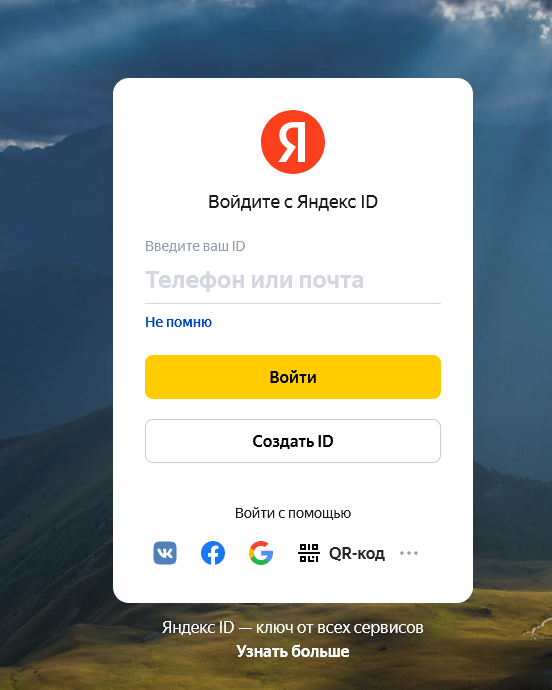 Я
Войдите с Яндекс ID
Введите ваш ID
Телефон или почта
Не помню
Войти
Создать ID
Войти с помощью
QR-код
Яндекс ID — ключ от всех сервисов
Узнать больше